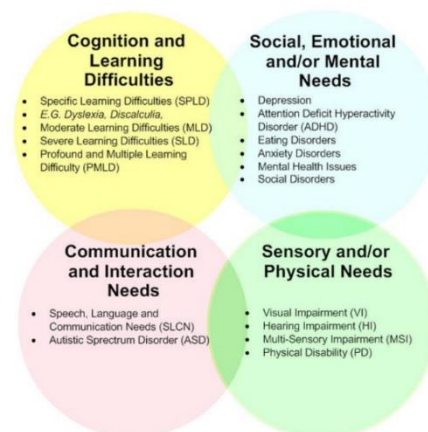 Cognition and
Learning
Difficulties
• Specific Learning Difficulties (SPLD)
• E.G. Dyslexia, Discalculia,
• Moderate Learning Difficulties (MLD)
• Severe Learning Difficulties (SLD)
• Profound and Multiple Learning
Difficulty (PMLD)
Social, Emotional
and/or Mental
Needs
• Depression
• Attention Deficit Hyperactivity
Disorder (ADHD)
• Eating Disorders
• Anxiety Disorders
• Mental Health Issues
• Social Disorders
Communication
and Interaction
Needs
• Speech, Language and
Communication Needs (SLCN)
• Autistic Spectrum Disorder (ASD)
Sensory and/or
Physical Needs
• Visual Impairment (VI)
• Hearing Impairment (HI)
• Multi-Sensory Impairment (MSI)
• Physical Disability (PD)